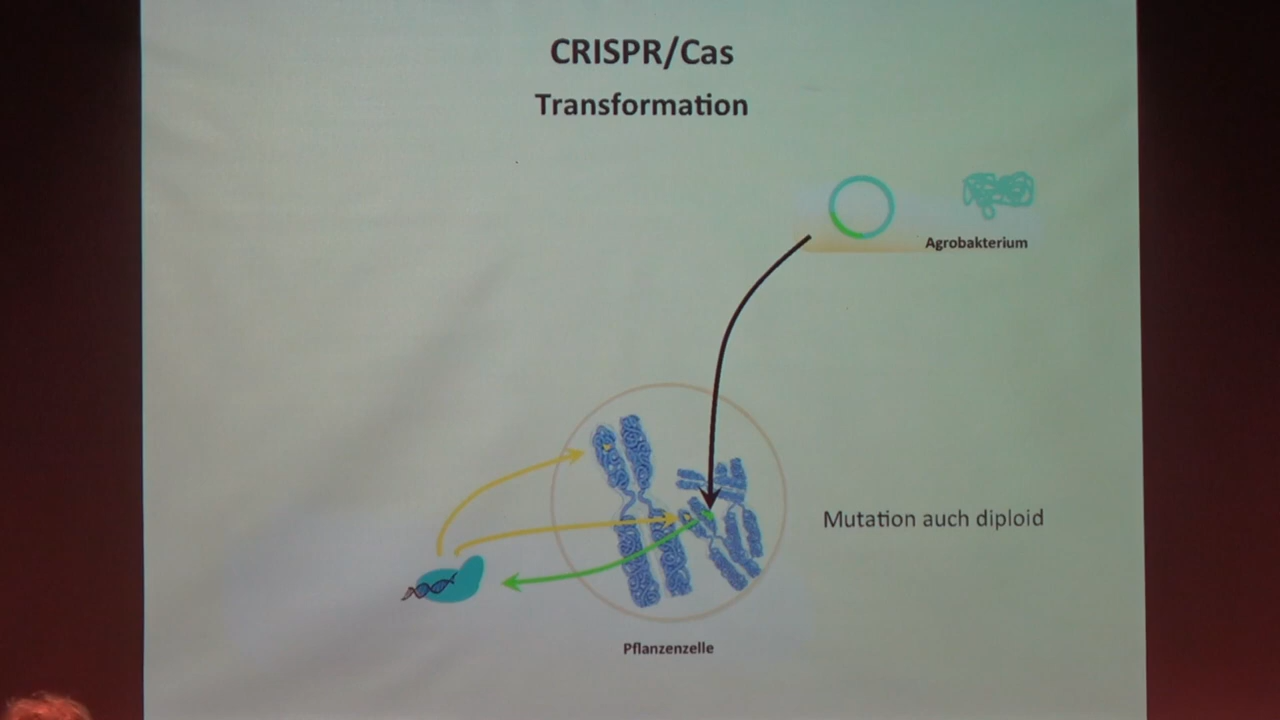 CRISPR/Cas
Transformation
Agrobakterium
Mutation auch diploid
Pflanzenzelle